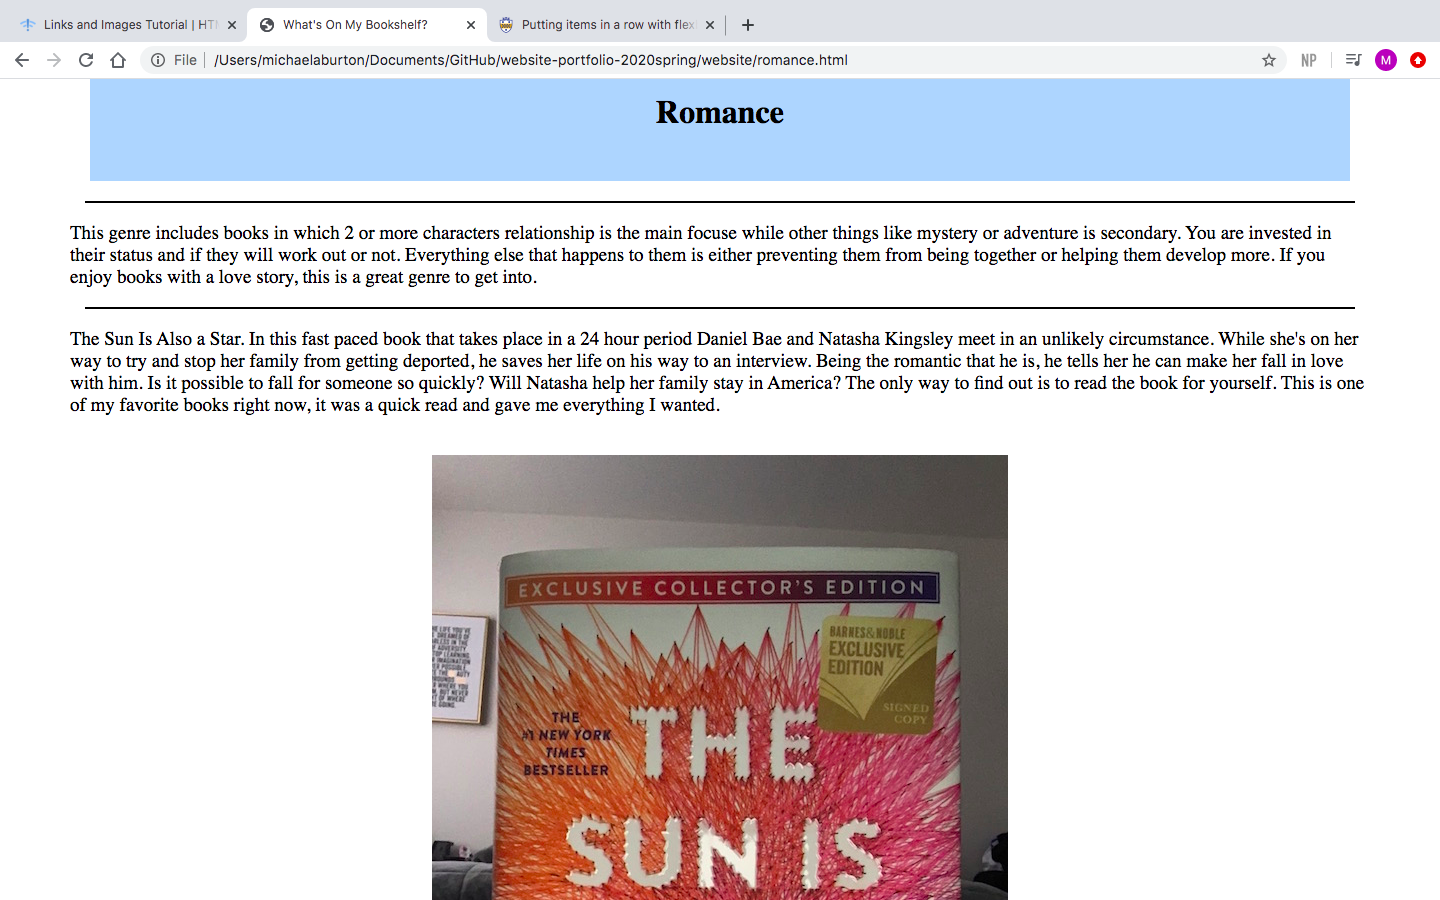 Links and Images Tutorial | HT
What's On My Bookshelf?
Putting items in a row with flex
File
/Users/michaelaburton/Documents/GitHub/website-portfolio-2020spring/website/romance.html
NP
M
Romance
This genre includes books in which 2 or more characters relationship is the main focuse while other things like mystery or adventure is secondary. You are invested in
their status and if they will work out or not. Everything else that happens to them is either preventing them from being together or helping them develop more. If you
enjoy books with a love story, this is a great genre to get into.
The Sun Is Also a Star. In this fast paced book that takes place in a 24 hour period Daniel Bae and Natasha Kingsley meet in an unlikely circumstance. While she's on her
way to try and stop her family from getting deported, he saves her life on his way to an interview. Being the romantic that he is, he tells her he can make her fall in love
with him. Is it possible to fall for someone so quickly? Will Natasha help her family stay in America? The only way to find out is to read the book for yourself. This is one
of my favorite books right now, it was a quick read and gave me everything I wanted.
EXCLUSIVE COLLECTOR'S EDITION
BARNES & NOBLE
EXCLUSIVE
EDITION
SIGNED
COPY
THE
#1 NEW YORK
TIMES
BESTSELLER
THE
SUN IS